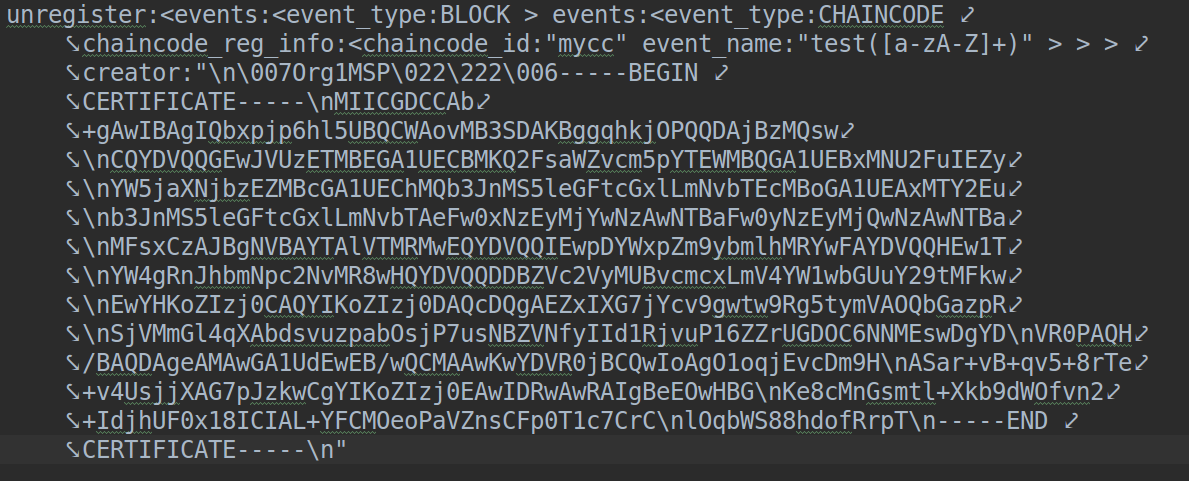 unregister:<events:<event_type:BLOCK > events:<event_type:CHAINCODE ⤦
⤥chaincode_reg_info:<chaincode_id:"mycc" event_name:"test([a-zA-Z]+)" > > > ⤦
⤥creator:"\n\007Org1MSP\022\222\006-----BEGIN ⤦
⤥CERTIFICATE-----\nMIICGDCCAb⤦
⤥+gAwIBAgIQbxpjp6hl5UBQCWAovMB3SDAKBggqhkjOPQQDAjBzMQsw⤦
⤥\nCQYDVQQGEwJVUzETMBEGA1UECBMKQ2FsaWZvcm5pYTEWMBQGA1UEBxMNU2FuIEZy⤦
⤥\nYW5jaXNjbzEZMBcGA1UEChMQb3JnMS5leGFtcGxlLmNvbTEcMBoGA1UEAxMTY2Eu⤦
⤥\nb3JnMS5leGFtcGxlLmNvbTAeFw0xNzEyMjYwNzAwNTBaFw0yNzEyMjQwNzAwNTBa⤦
⤥\nMFsxCzAJBgNVBAYTAlVTMRMwEQYDVQQIEwpDYWxpZm9ybmlhMRYwFAYDVQQHEw1T⤦
⤥\nYW4gRnJhbmNpc2NvMR8wHQYDVQQDDBZVc2VyMUBvcmcxLmV4YW1wbGUuY29tMFkw⤦
⤥\nEwYHKoZIzj0CAQYIKoZIzj0DAQcDQgAEZxIXG7jYcv9gwtw9Rg5tymVAOQbGazpR⤦
⤥\nSjVMmGl4qXAbdsvuzpabOsjP7usNBZVNfyIId1RjvuP16ZZrUGDOC6NNMEswDgYD\nVR0PAQH⤦
⤥/BAQDAgeAMAwGA1UdEwEB/wQCMAAwKwYDVR0jBCQwIoAgO1oqjEvcDm9H\nASar+vB+qv5+8rTe⤦
⤥+v4UsjjXAG7pJzkwCgYIKoZIzj0EAwIDRwAwRAIgBeEOwHBG\nKe8cMnGsmtl+Xkb9dWOfvn2⤦
⤥+IdjhUF0x18ICIAL+YFCMOeoPaVZnsCFp0T1c7CrC\nlOqbWS88hdofRrpT\n-----END ⤦
⤥CERTIFICATE-----\n"